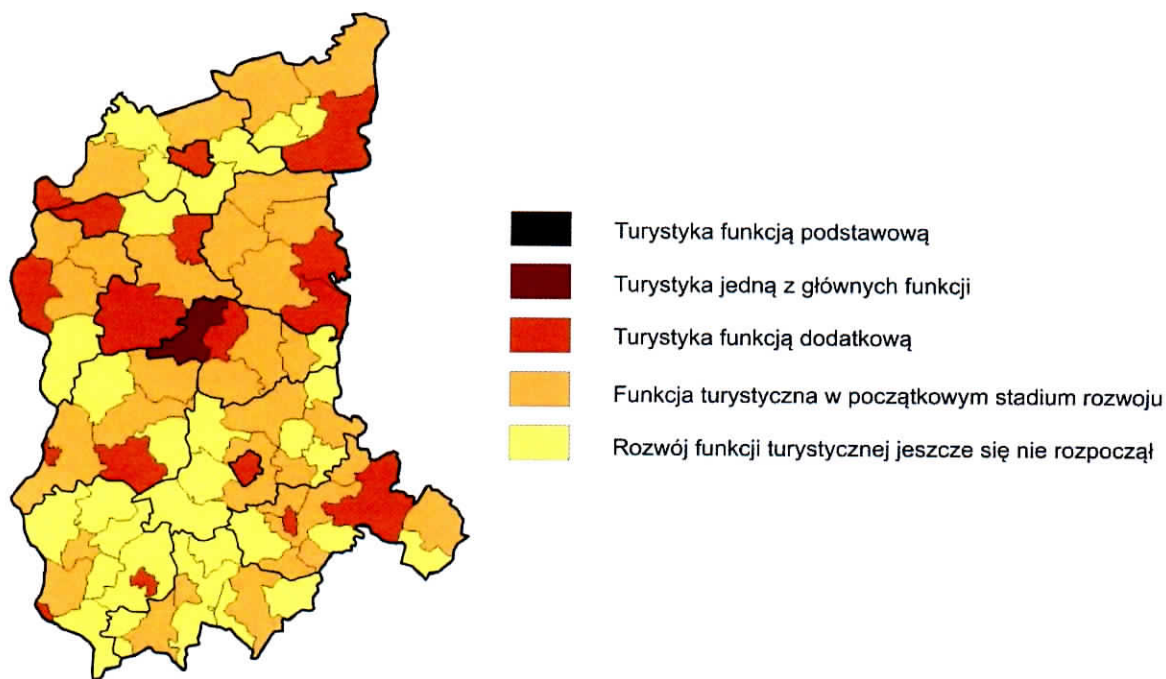 Turystyka funkcją podstawową
Turystyka jedną z głównych funkcji
Turystyka funkcją dodatkową
Funkcja turystyczna w początkowym stadium rozwoju
Rozwój funkcji turystycznej jeszcze się nie rozpoczął